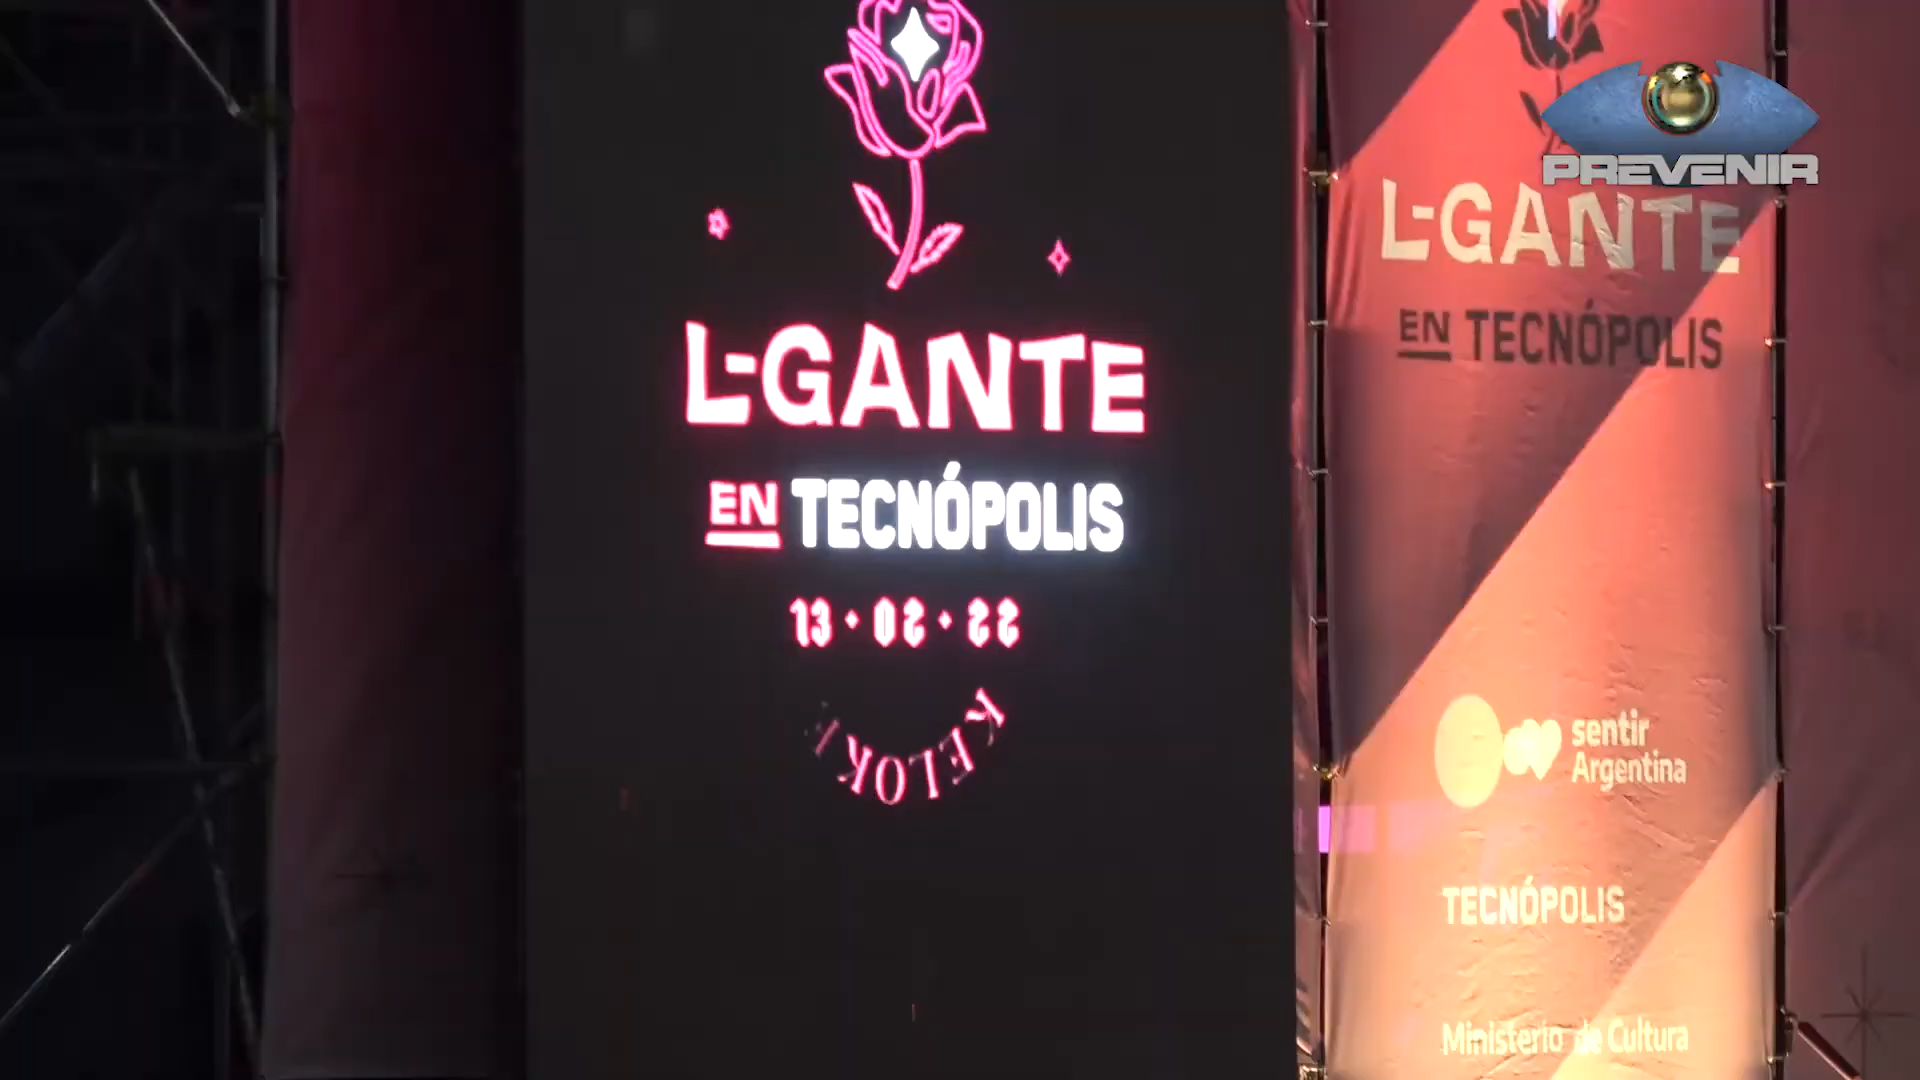 L-GANTE
EN TECNÓPOLIS
13·02·22
KELOKE
PREVENIR
L-GANTE
EN TECNÓPOLIS
sentir
Argentina
TECNÓPOLIS
Ministerio de Cultura